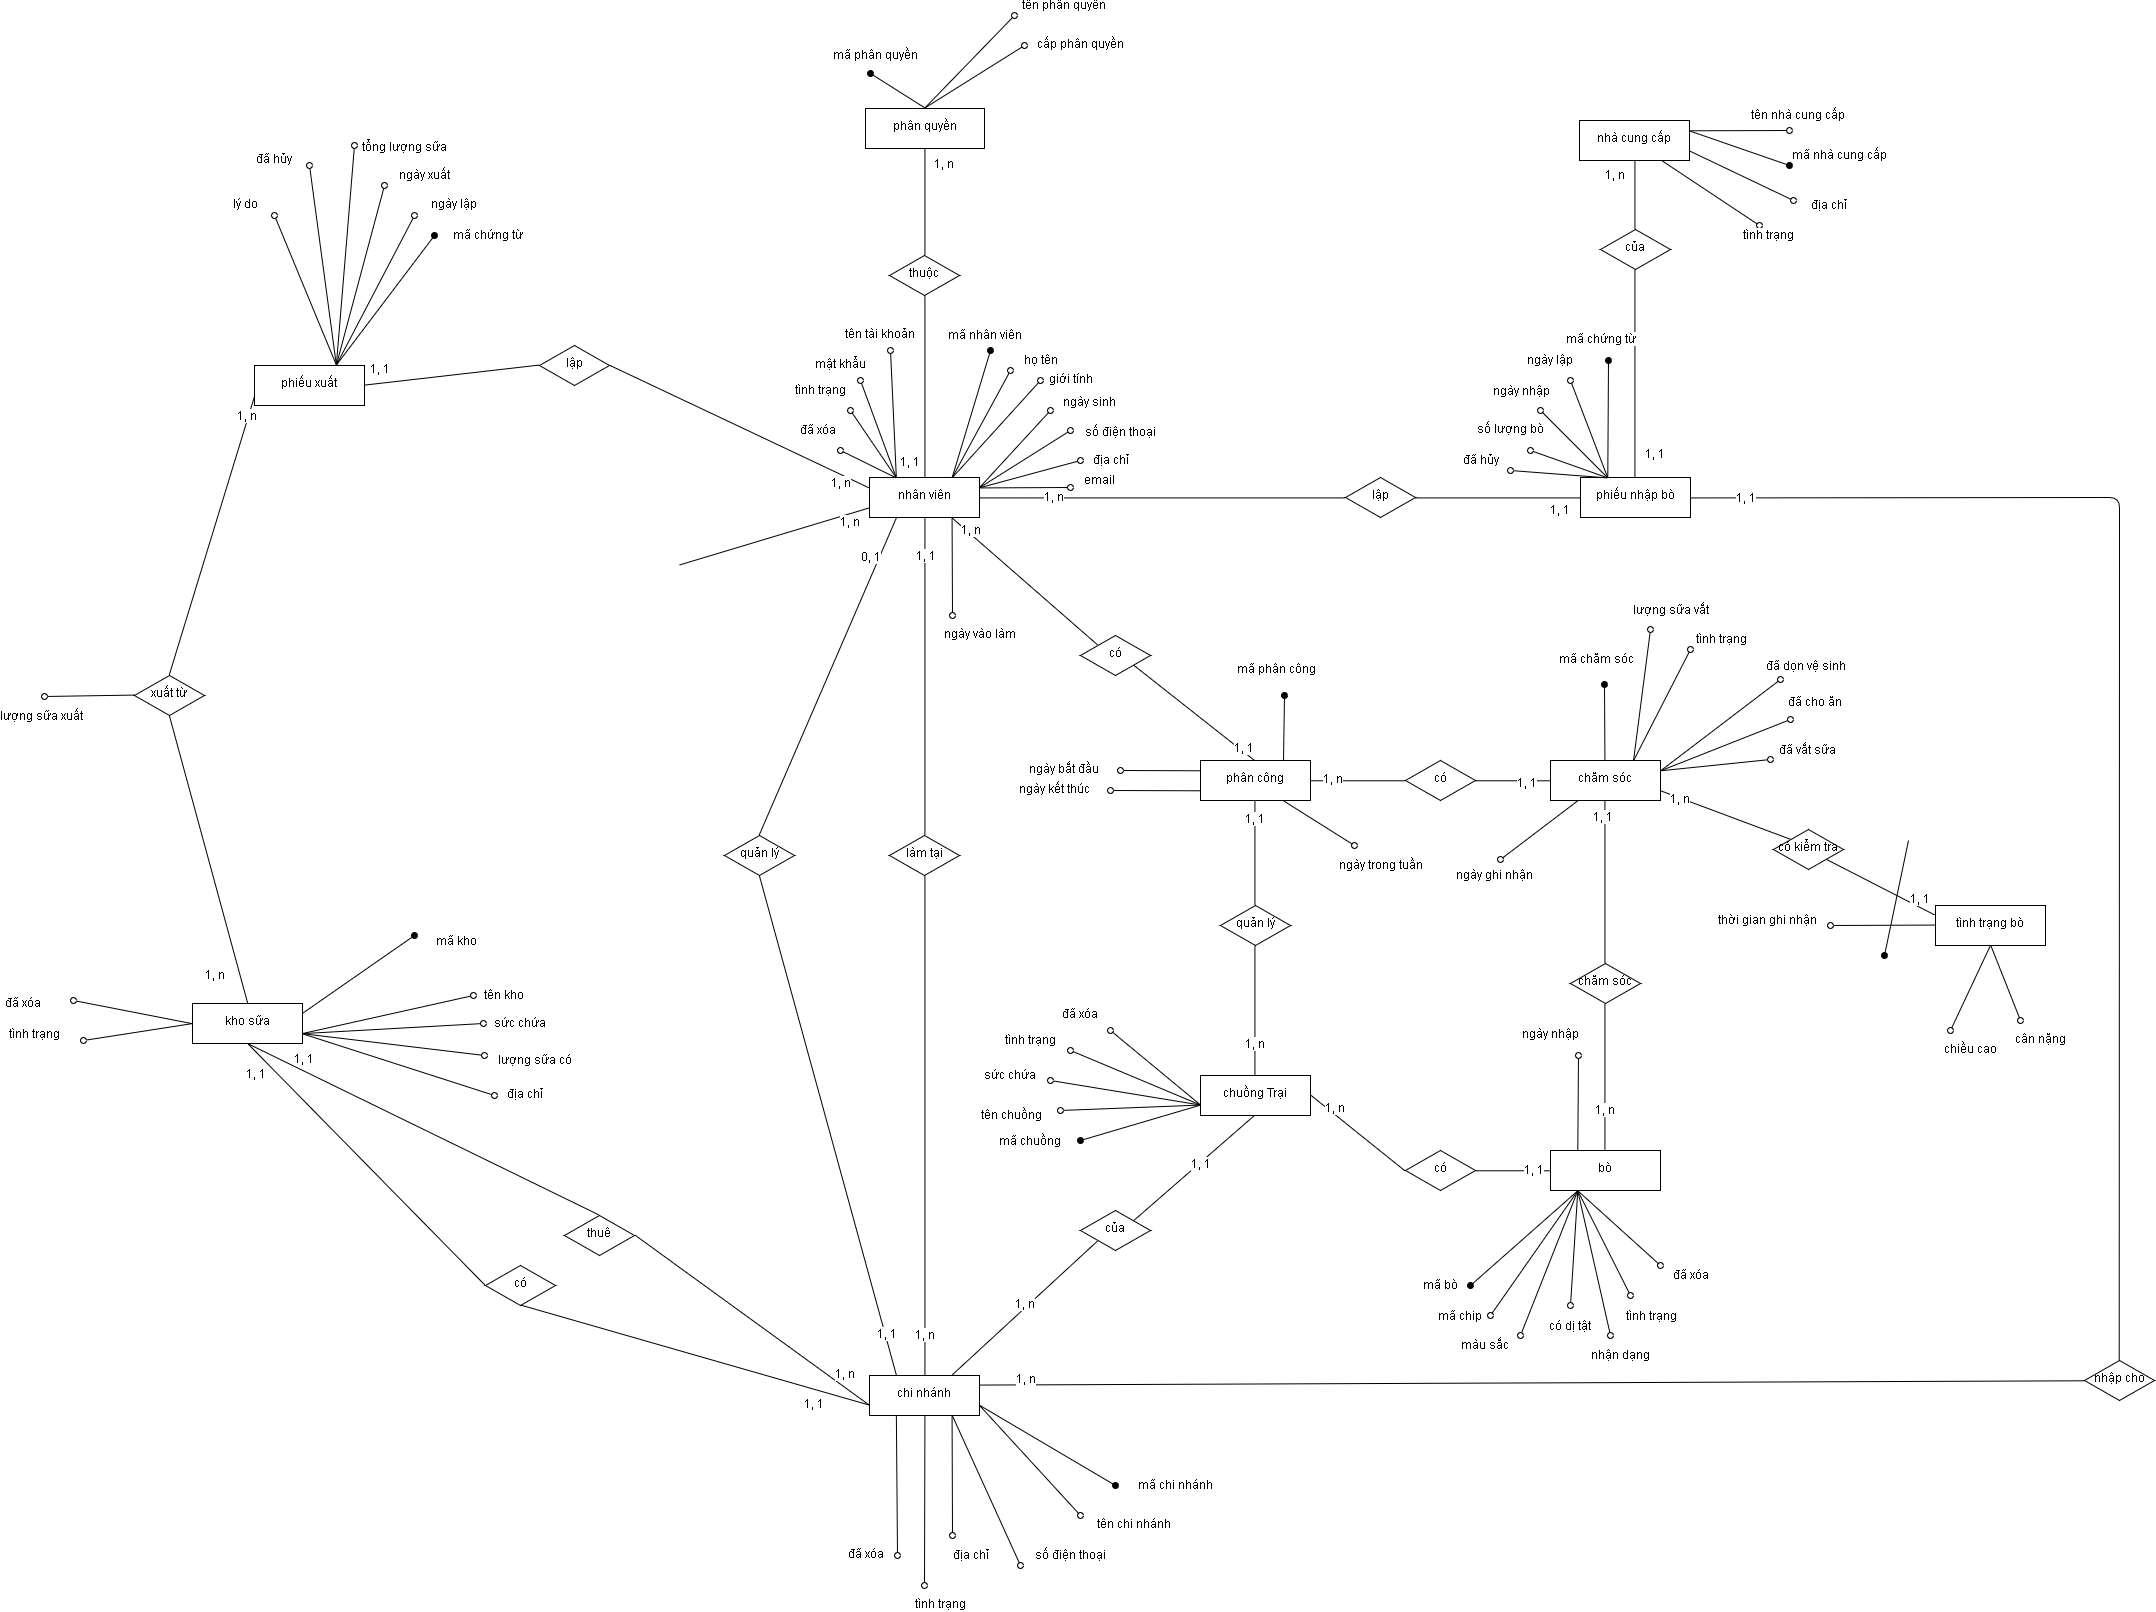 tên phân quyền
cấp phân quyền
mã phân quyền
phân quyền
1, n
thuộc
tên nhà cung cấp
nhà cung cấp
mã nhà cung cấp
1, n
địa chỉ
tình trạng
của
tổng lượng sữa
đã hủy
ngày xuất
lý do
ngày lập
mã chứng từ
phiếu xuất
1, 1
1, n
lập
tên tài khoản
mã nhân viên
mật khẩu
họ tên
tình trạng
giới tính
ngày sinh
đã xóa
số điện thoại
1, 1
địa chỉ
email
1, n
nhân viên
1, n
1, n
0, 1
1, 1
1, n
ngày vào làm
lập
1, 1
mã chứng từ
ngày lập
ngày nhập
số lượng bò
đã hủy
1, 1
phiếu nhập bò
1, 1
có
mã phân công
1, 1
ngày bắt đầu
ngày kết thúc
phân công
1, n
1, 1
ngày trong tuần
có
lượng sữa vắt
tình trạng
mã chăm sóc
đã dọn vệ sinh
đã cho ăn
đã vắt sữa
1, 1
chăm sóc
1, n
1, 1
ngày ghi nhận
có kiểm tra
1, 1
thời gian ghi nhận
tình trạng bò
chiều cao
cân nặng
xuất từ
lượng sữa xuất
quản lý
làm tại
quản lý
chăm sóc
1, n
mã kho
đã xóa
tên kho
tình trạng
kho sữa
sức chứa
lượng sữa có
địa chỉ
1, 1
1, 1
đã xóa
tình trạng
sức chứa
tên chuồng
mã chuồng
1, n
chuồng Trại
1, n
1, 1
ngày nhập
1, n
có
1, 1
bò
mã bò
mã chip
màu sắc
có dị tật
nhận dạng
tình trạng
đã xóa
thuê
có
của
1, n
1, 1
1, n
1, n
1, 1
chi nhánh
1, n
nhập cho
mã chi nhánh
tên chi nhánh
số điện thoại
địa chỉ
đã xóa
tình trạng